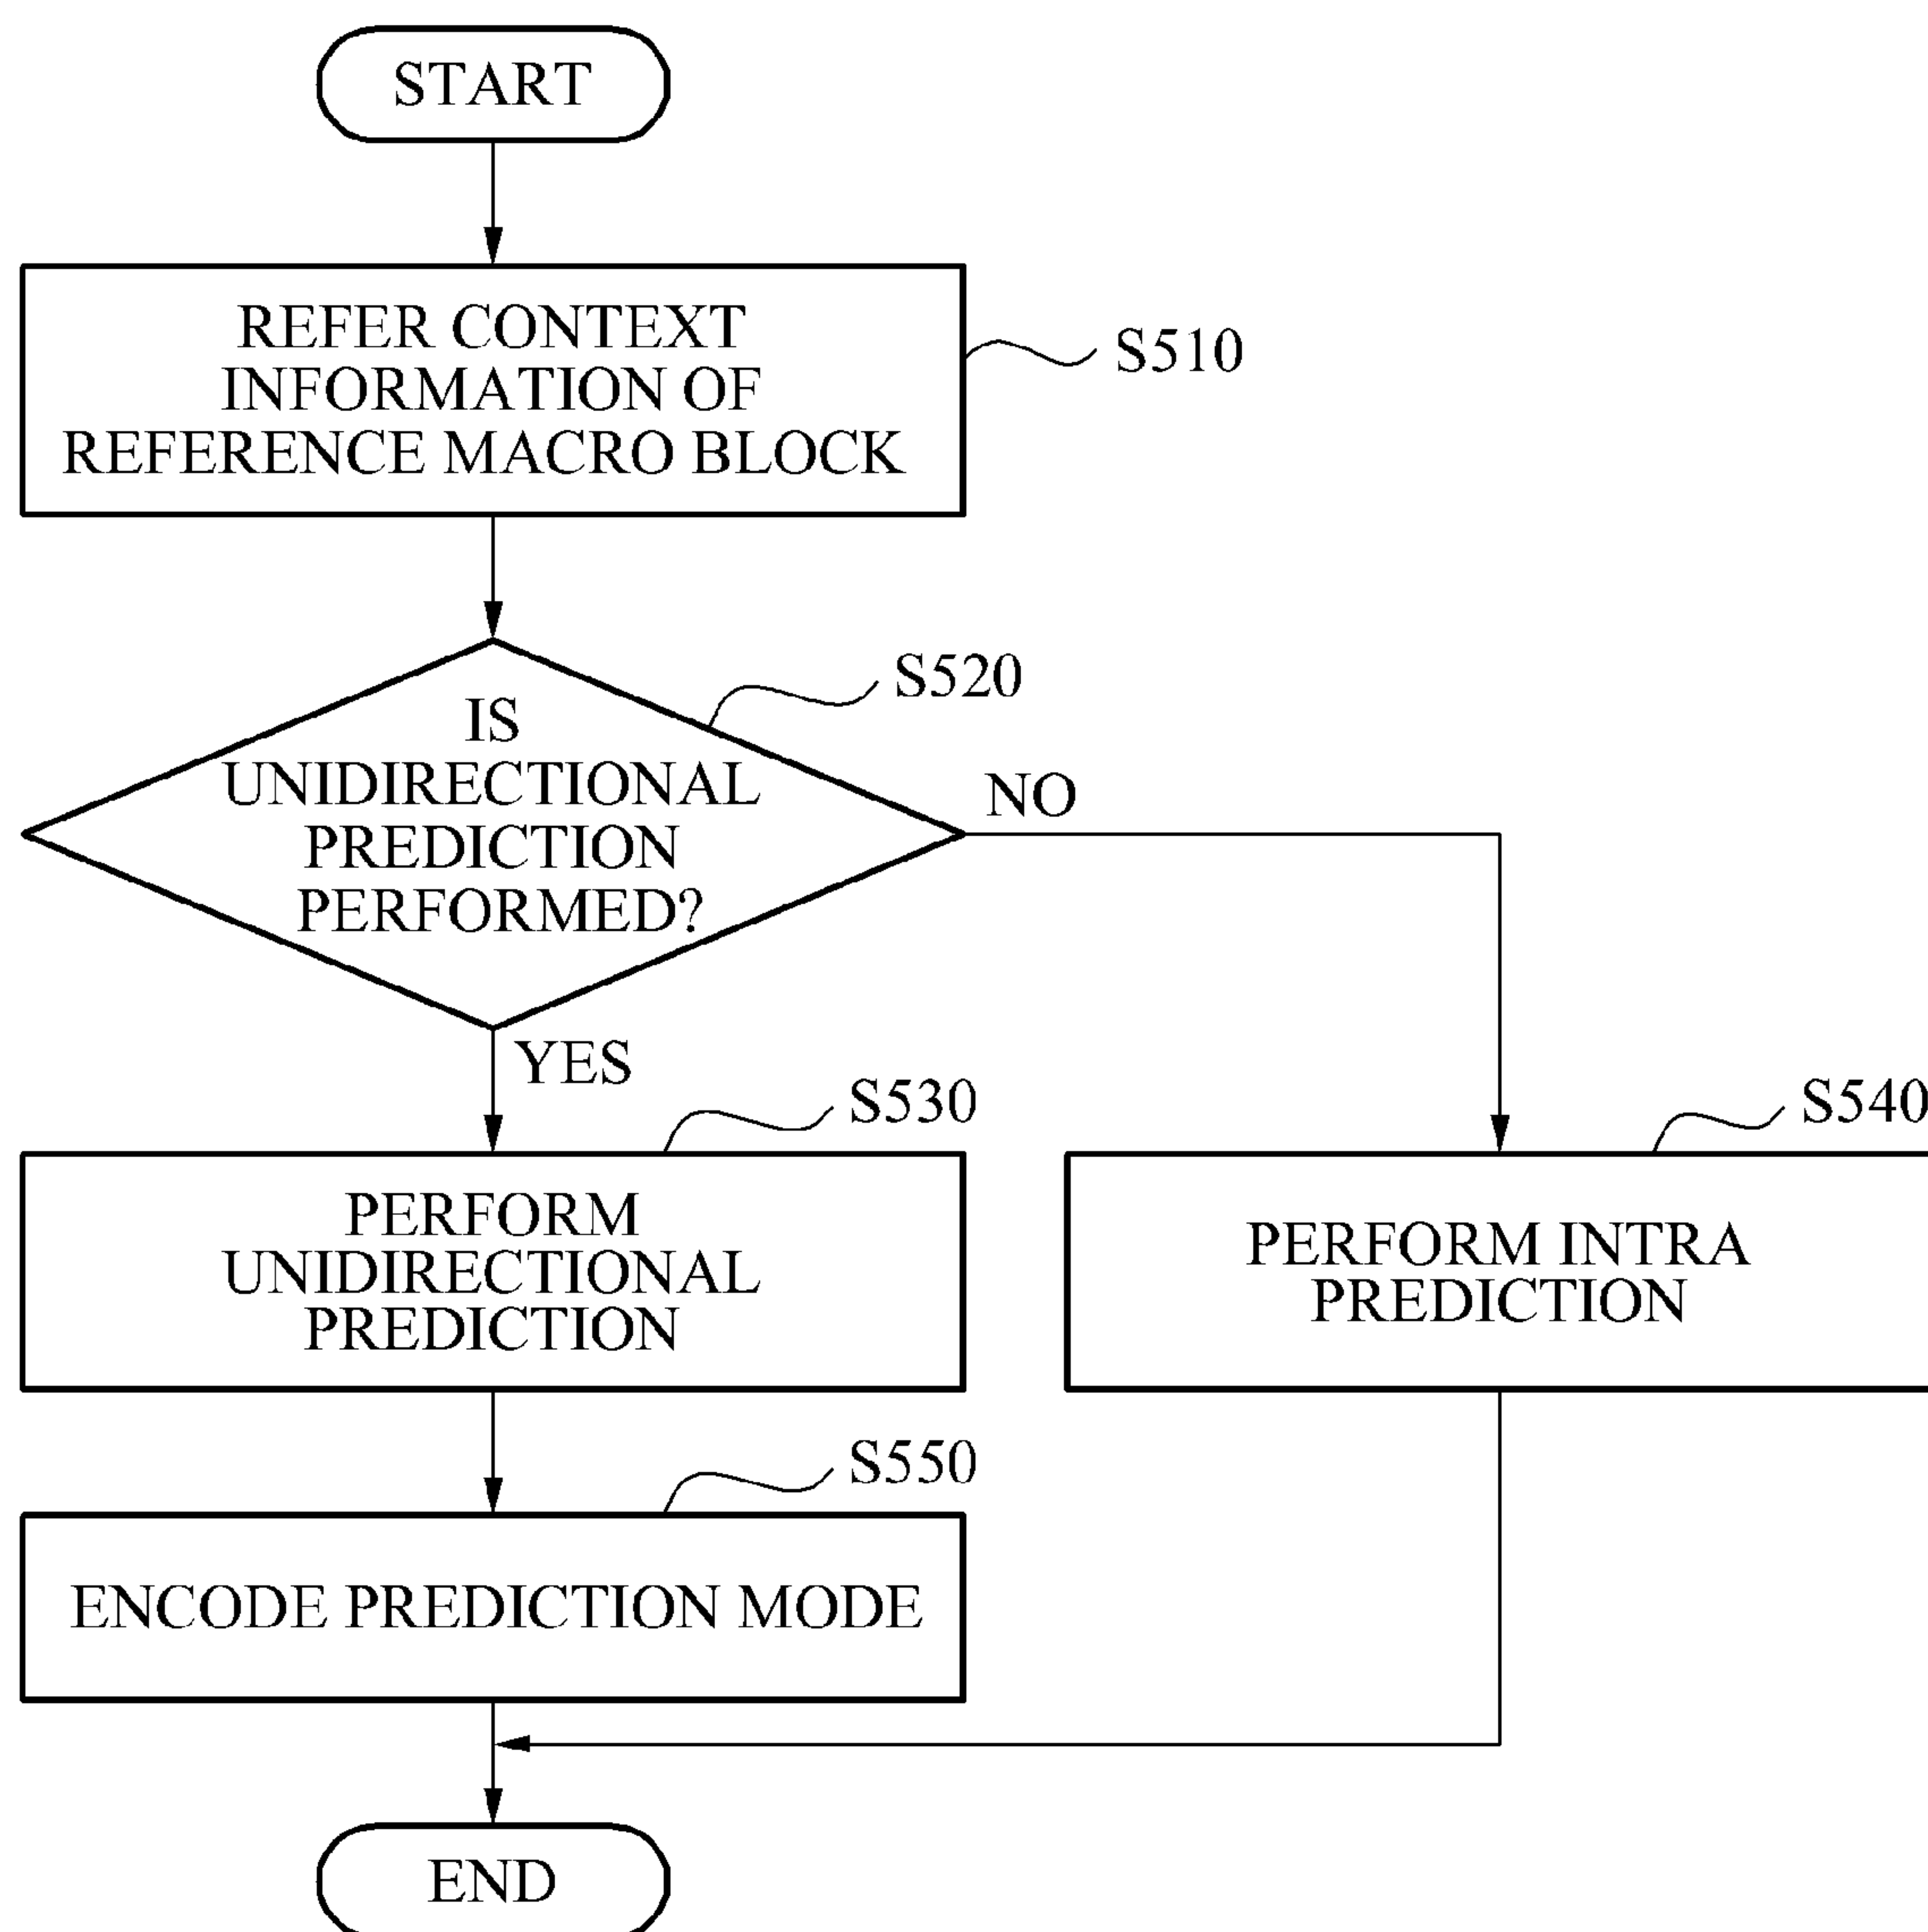 START
REFER CONTEXT
INFORMATION OF
REFERENCE MACRO BLOCK
S510
S520
IS
UNIDIRECTIONAL
PREDICTION
PERFORMED?
NO
YES
S530
PERFORM
UNIDIRECTIONAL
PREDICTION
S540
PERFORM INTRA
PREDICTION
S550
ENCODE PREDICTION MODE
END